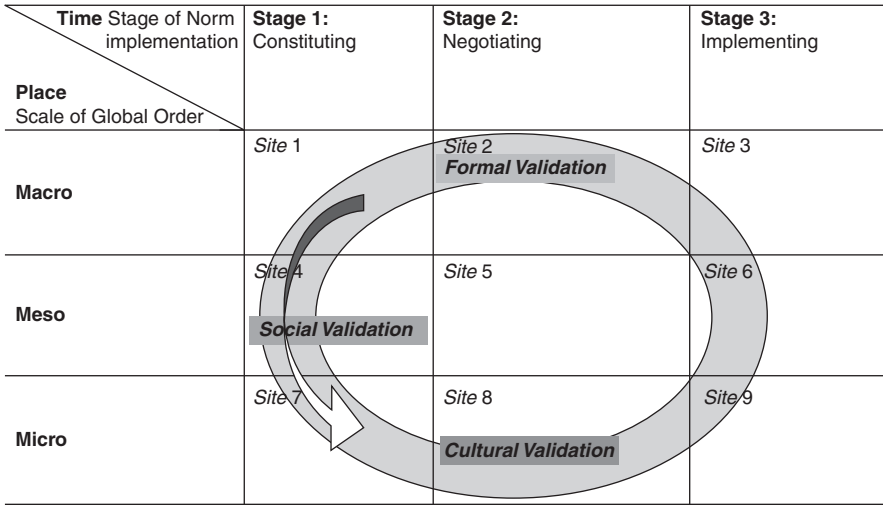 Time Stage of Norm
implementation
Place
Scale of Global Order
Stage 1:
Constituting
Stage 2:
Negotiating
Stage 3:
Implementing
Macro
Site 1
Site 2
Formal Validation
Site 3
Meso
Site 4
Social Validation
Site 5
Site 6
Micro
Site 7
Site 8
Cultural Validation
Site 9